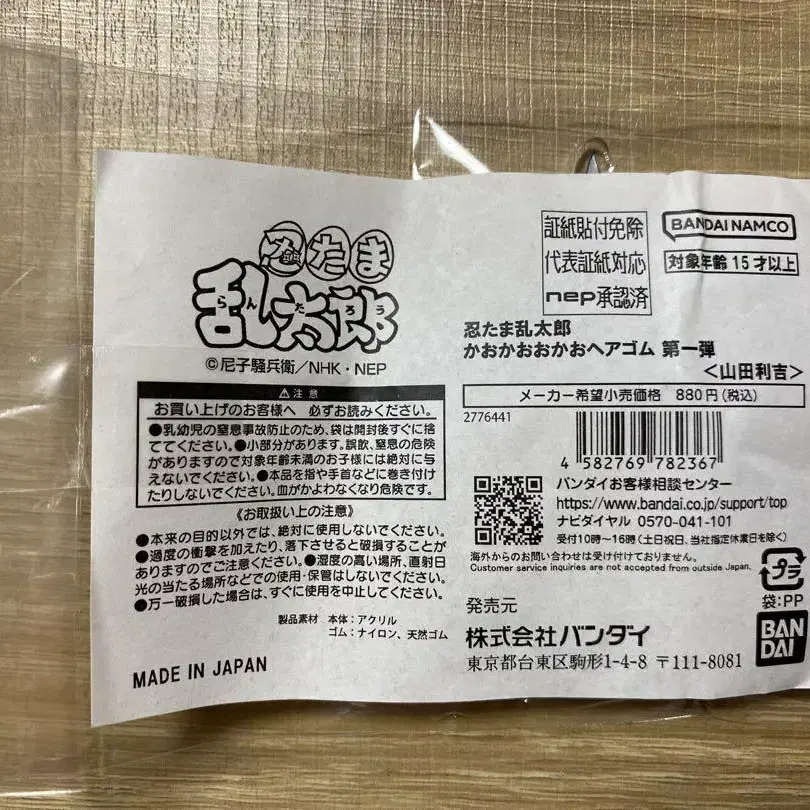 忍たま
乱太郎
らんたろう
©尼子騒兵衛/NHK・NEP
⚠注意
お買い上げのお客様へ 必ずお読みください。
●乳幼児の窒息事故防止のため、袋は開封後すぐに捨
ててください。●小部分があります。誤飲、窒息の危険
がありますので対象年齢未満のお子様には絶対に与
えないでください。●本品を指や手首などに巻き付け
たりしないでください。血がかよわなくなり危険です。
《お取扱い上の注意》
●本来の目的以外では、絶対に使用しないでください。
●過度の衝撃を加えたり、落下させると破損することが
ありますのでご注意ください。●湿度の高い場所、直射日
光の当たる場所などでの使用・保管はしないでください。
●万一破損した場合は、すぐに使用を中止してください。
製品素材 本体:アクリル
ゴム:ナイロン、天然ゴム
MADE IN JAPAN
証紙貼付免除
代表証紙対応
nep承認済
BANDAI NAMCO
対象年齢15才以上
忍たま乱太郎
かおかおおかおヘアゴム 第一弾
<山田利吉>
メーカー希望小売価格 880円(税込)
2776441
4 582769 782367
バンダイお客様相談センター
https://www.bandai.co.jp/support/top
ナビダイヤル 0570-041-101
受付10時~16時(土日祝日、当社指定休業日を除く)
海外からのお問い合わせは受け付けておりません。
Customer service inquiries are not accepted from outside Japan.
プラ
袋:PP
発売元
株式会社バンダイ
東京都台東区駒形1-4-8 〒111-8081
BAN
DAI